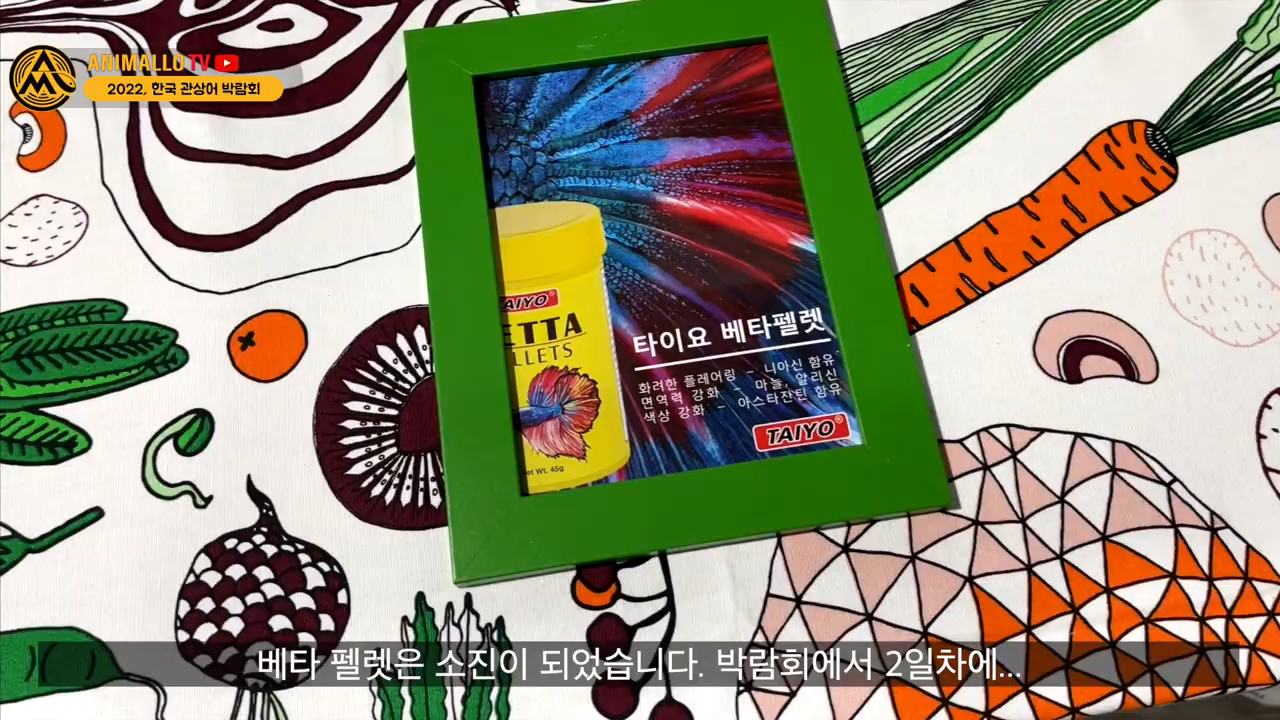 ANIMALLO TV
2022, 한국 관상어 박람회
TAIYO
ETTA
LLETS
et Wt. 45g
타이요 베타펠렛
화려한 플레어링 - 니아신 함유
면역력 강화 - 마늘, 알리신
색상 강화 - 아스타잔틴 함유
TAIYO
베타 펠렛은 소진이 되었습니다. 박람회에서 2일차에...